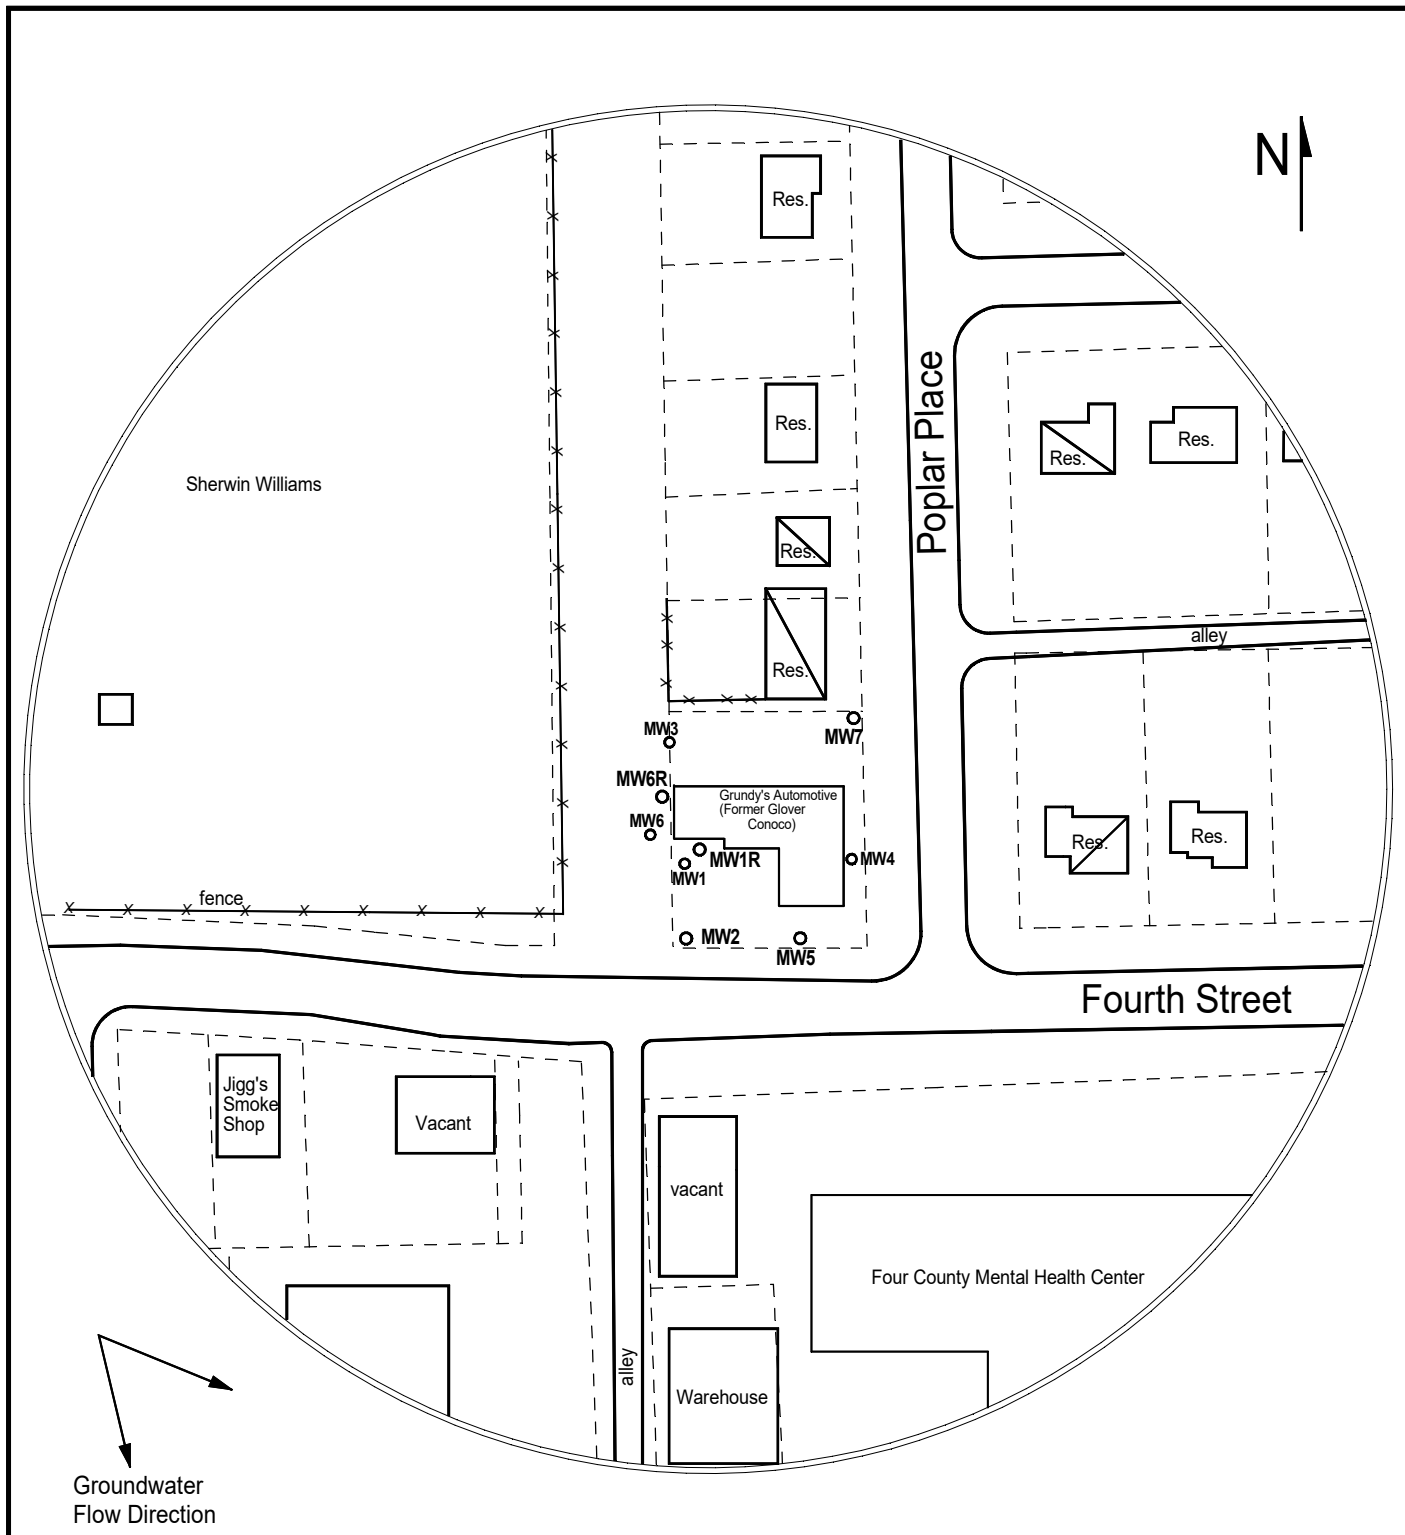 N
Res.
Poplar Place
Res.
Res.
Res.
Sherwin Williams
Res.
alley
Res.
MW3
MW7
MW6R
Grundy's Automotive
(Former Glover
Conoco)
MW6
MW1R
MW4
MW1
Res.
Res.
fence
MW2
MW5
Fourth Street
Jigg's
Smoke
Shop
Vacant
vacant
Four County Mental Health Center
alley
Warehouse
Groundwater
Flow Direction